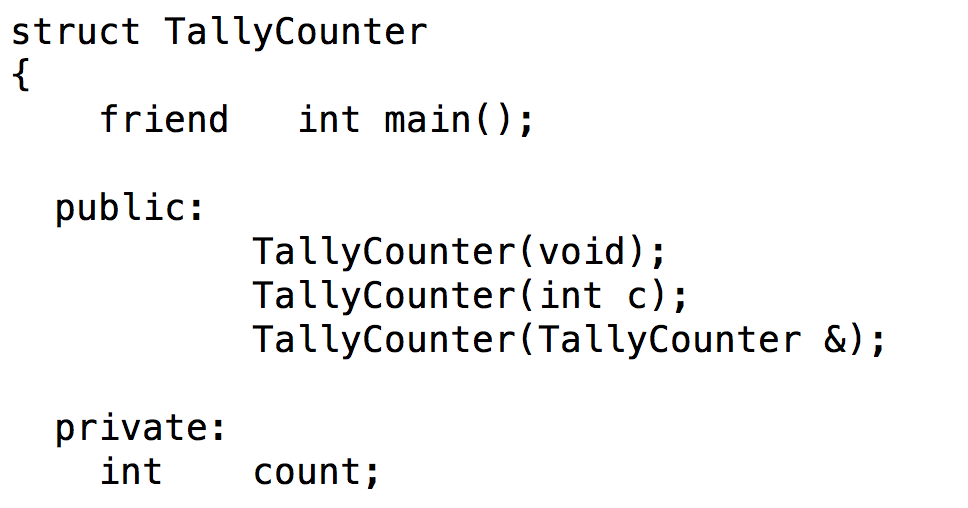 struct TallyCounter
{
    friend   int main();
  public:
           TallyCounter(void);
           TallyCounter(int c);
           TallyCounter(TallyCounter &);
  private:
    int    count;